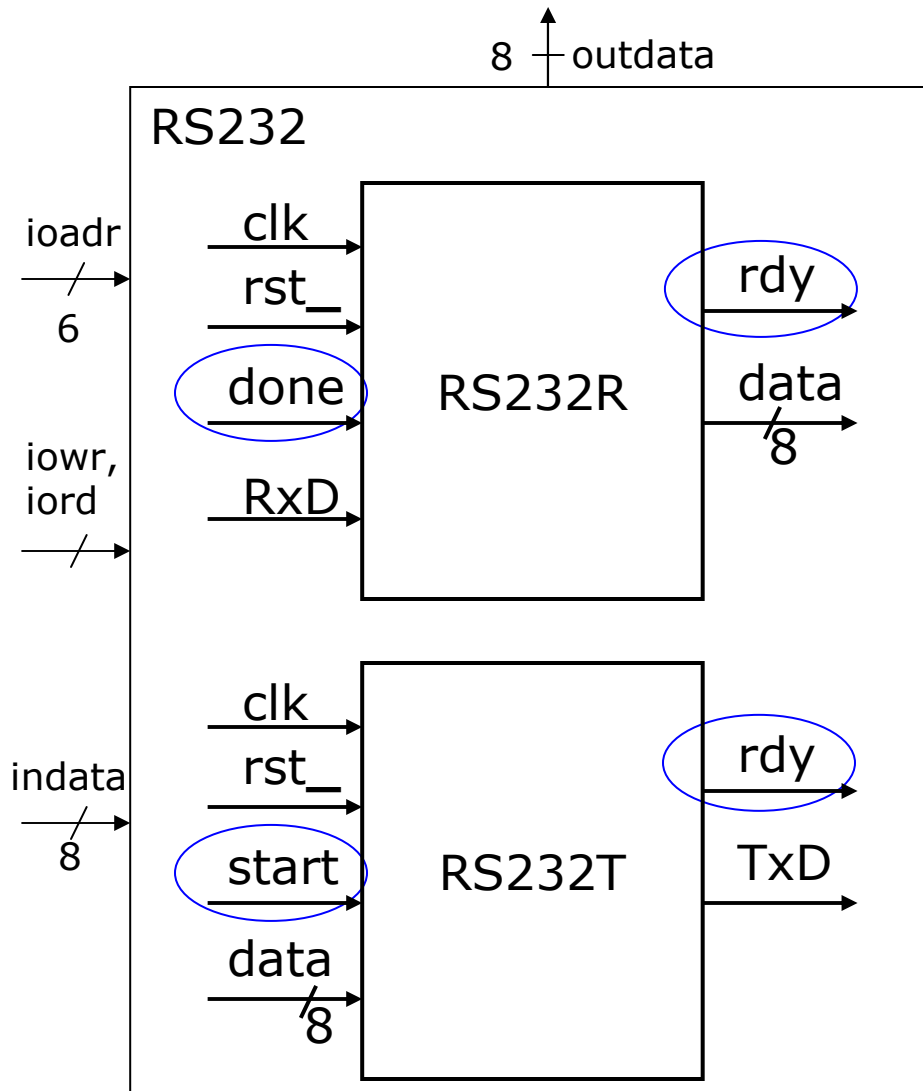 8 outdata
RS232
ioadr
6
iowr,
iord
indata
8
clk
rst_
done
RxD
RS232R
rdy
data
8
clk
rst_
start
data
8
RS232T
rdy
TxD